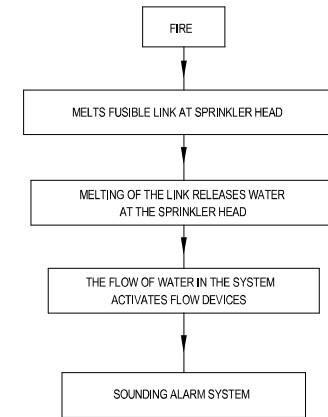 FIRE
MELTS FUSIBLE LINK AT SPRINKLER HEAD
MELTING OF THE LINK RELEASES WATER
AT THE SPRINKLER HEAD
THE FLOW OF WATER IN THE SYSTEM
ACTIVATES FLOW DEVICES
SOUNDING ALARM SYSTEM